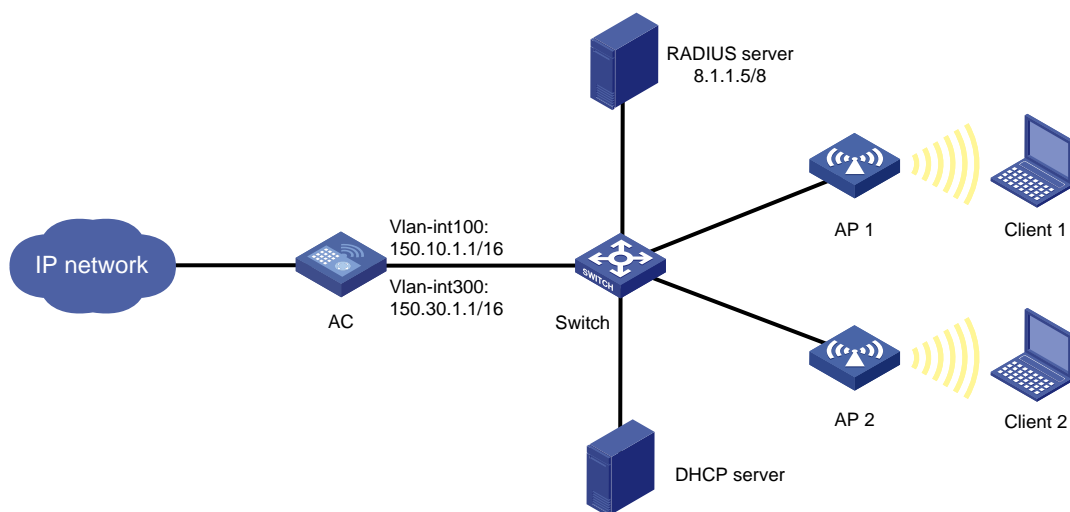 RADIUS server
8.1.1.5/8
Vlan-int100:
150.10.1.1/16
IP network
AP 1
Client 1
Vlan-int300:
150.30.1.1/16
AC
SWITCH
Switch
AP 2
Client 2
DHCP server